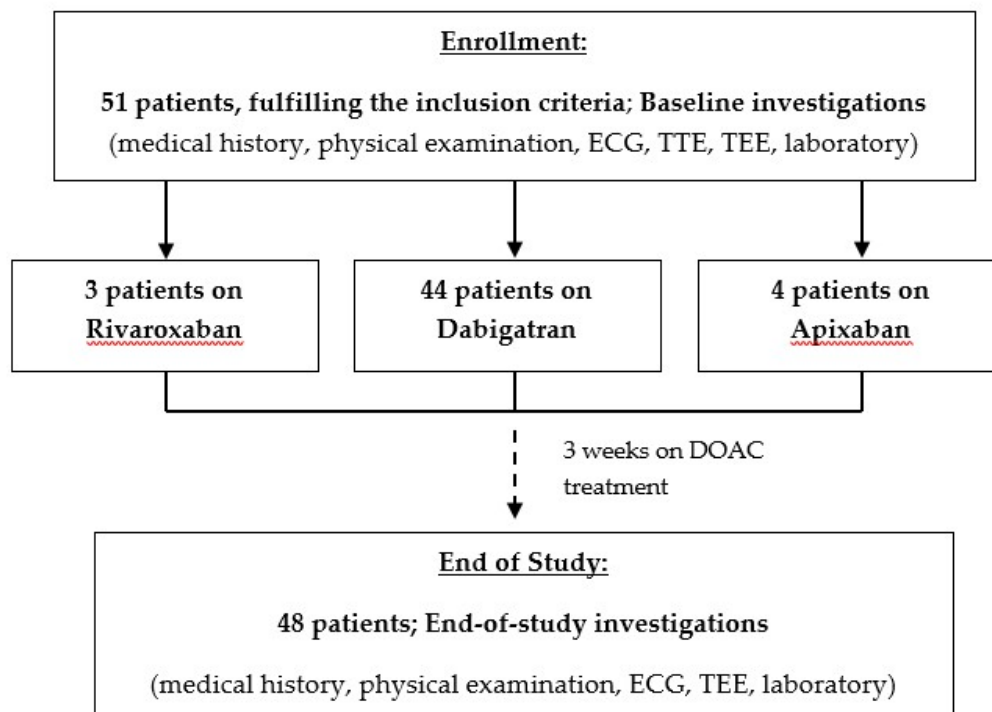 Enrollment:
51 patients, fulfilling the inclusion criteria; Baseline investigations
(medical history, physical examination, ECG, TTE, TEE, laboratory)
3 patients on
Rivaroxaban
44 patients on
Dabigatran
4 patients on
Apixaban
3 weeks on DOAC
treatment
End of Study:
48 patients; End-of-study investigations
(medical history, physical examination, ECG, TEE, laboratory)